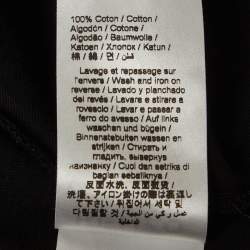 100% Coton / Cotton /
Algodón / Cotone /
Algodão / Baumwolle /
Katoen / Хлопок / Katun /
棉 / 綿 / 면 / قطن
Lavage et repassage sur
l'envers / Wash and iron on
reverse / Lavado y planchado
del revés / Lavare e stirare a
rovescio / Lavar e passar a
ferro do avesso / Auf links
waschen und bügeln /
Binnenstebuiten wassen en
strijken / Стирать и
гладить, вывернув
наизнанку / Cuci dan setrika di
bagian sebaliknya /
反面水洗、反面熨烫 /
洗濯、アイロン掛けの際は裏返して
下さい / 뒤집어서 세탁 및
다림질할 것 /